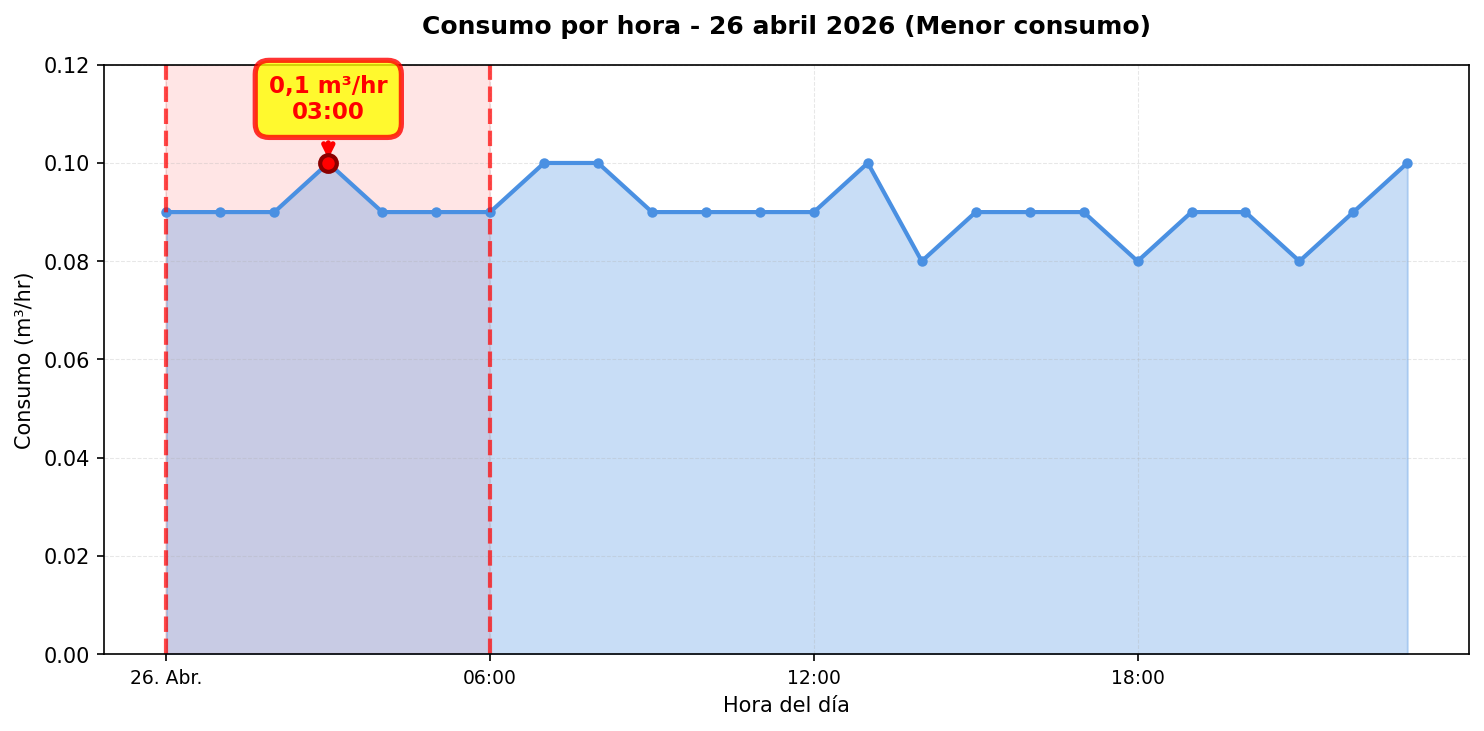 Consumo por hora - 26 abril 2026 (Menor consumo)
0,1 m³/hr
03:00
Consumo (m³/hr)
0.12
0.10
0.08
0.06
0.04
0.02
0.00
26. Abr.
06:00
12:00
18:00
Hora del día